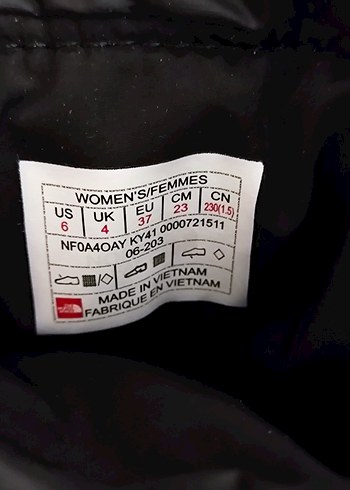 WOMEN'S/FEMMES
US UK EU CM CN
6 4 37 23 230(1.5)
NF0A4OAY KY41 0000721511
06-203
MADE IN VIETNAM
FABRIQUÉ EN VIETNAM